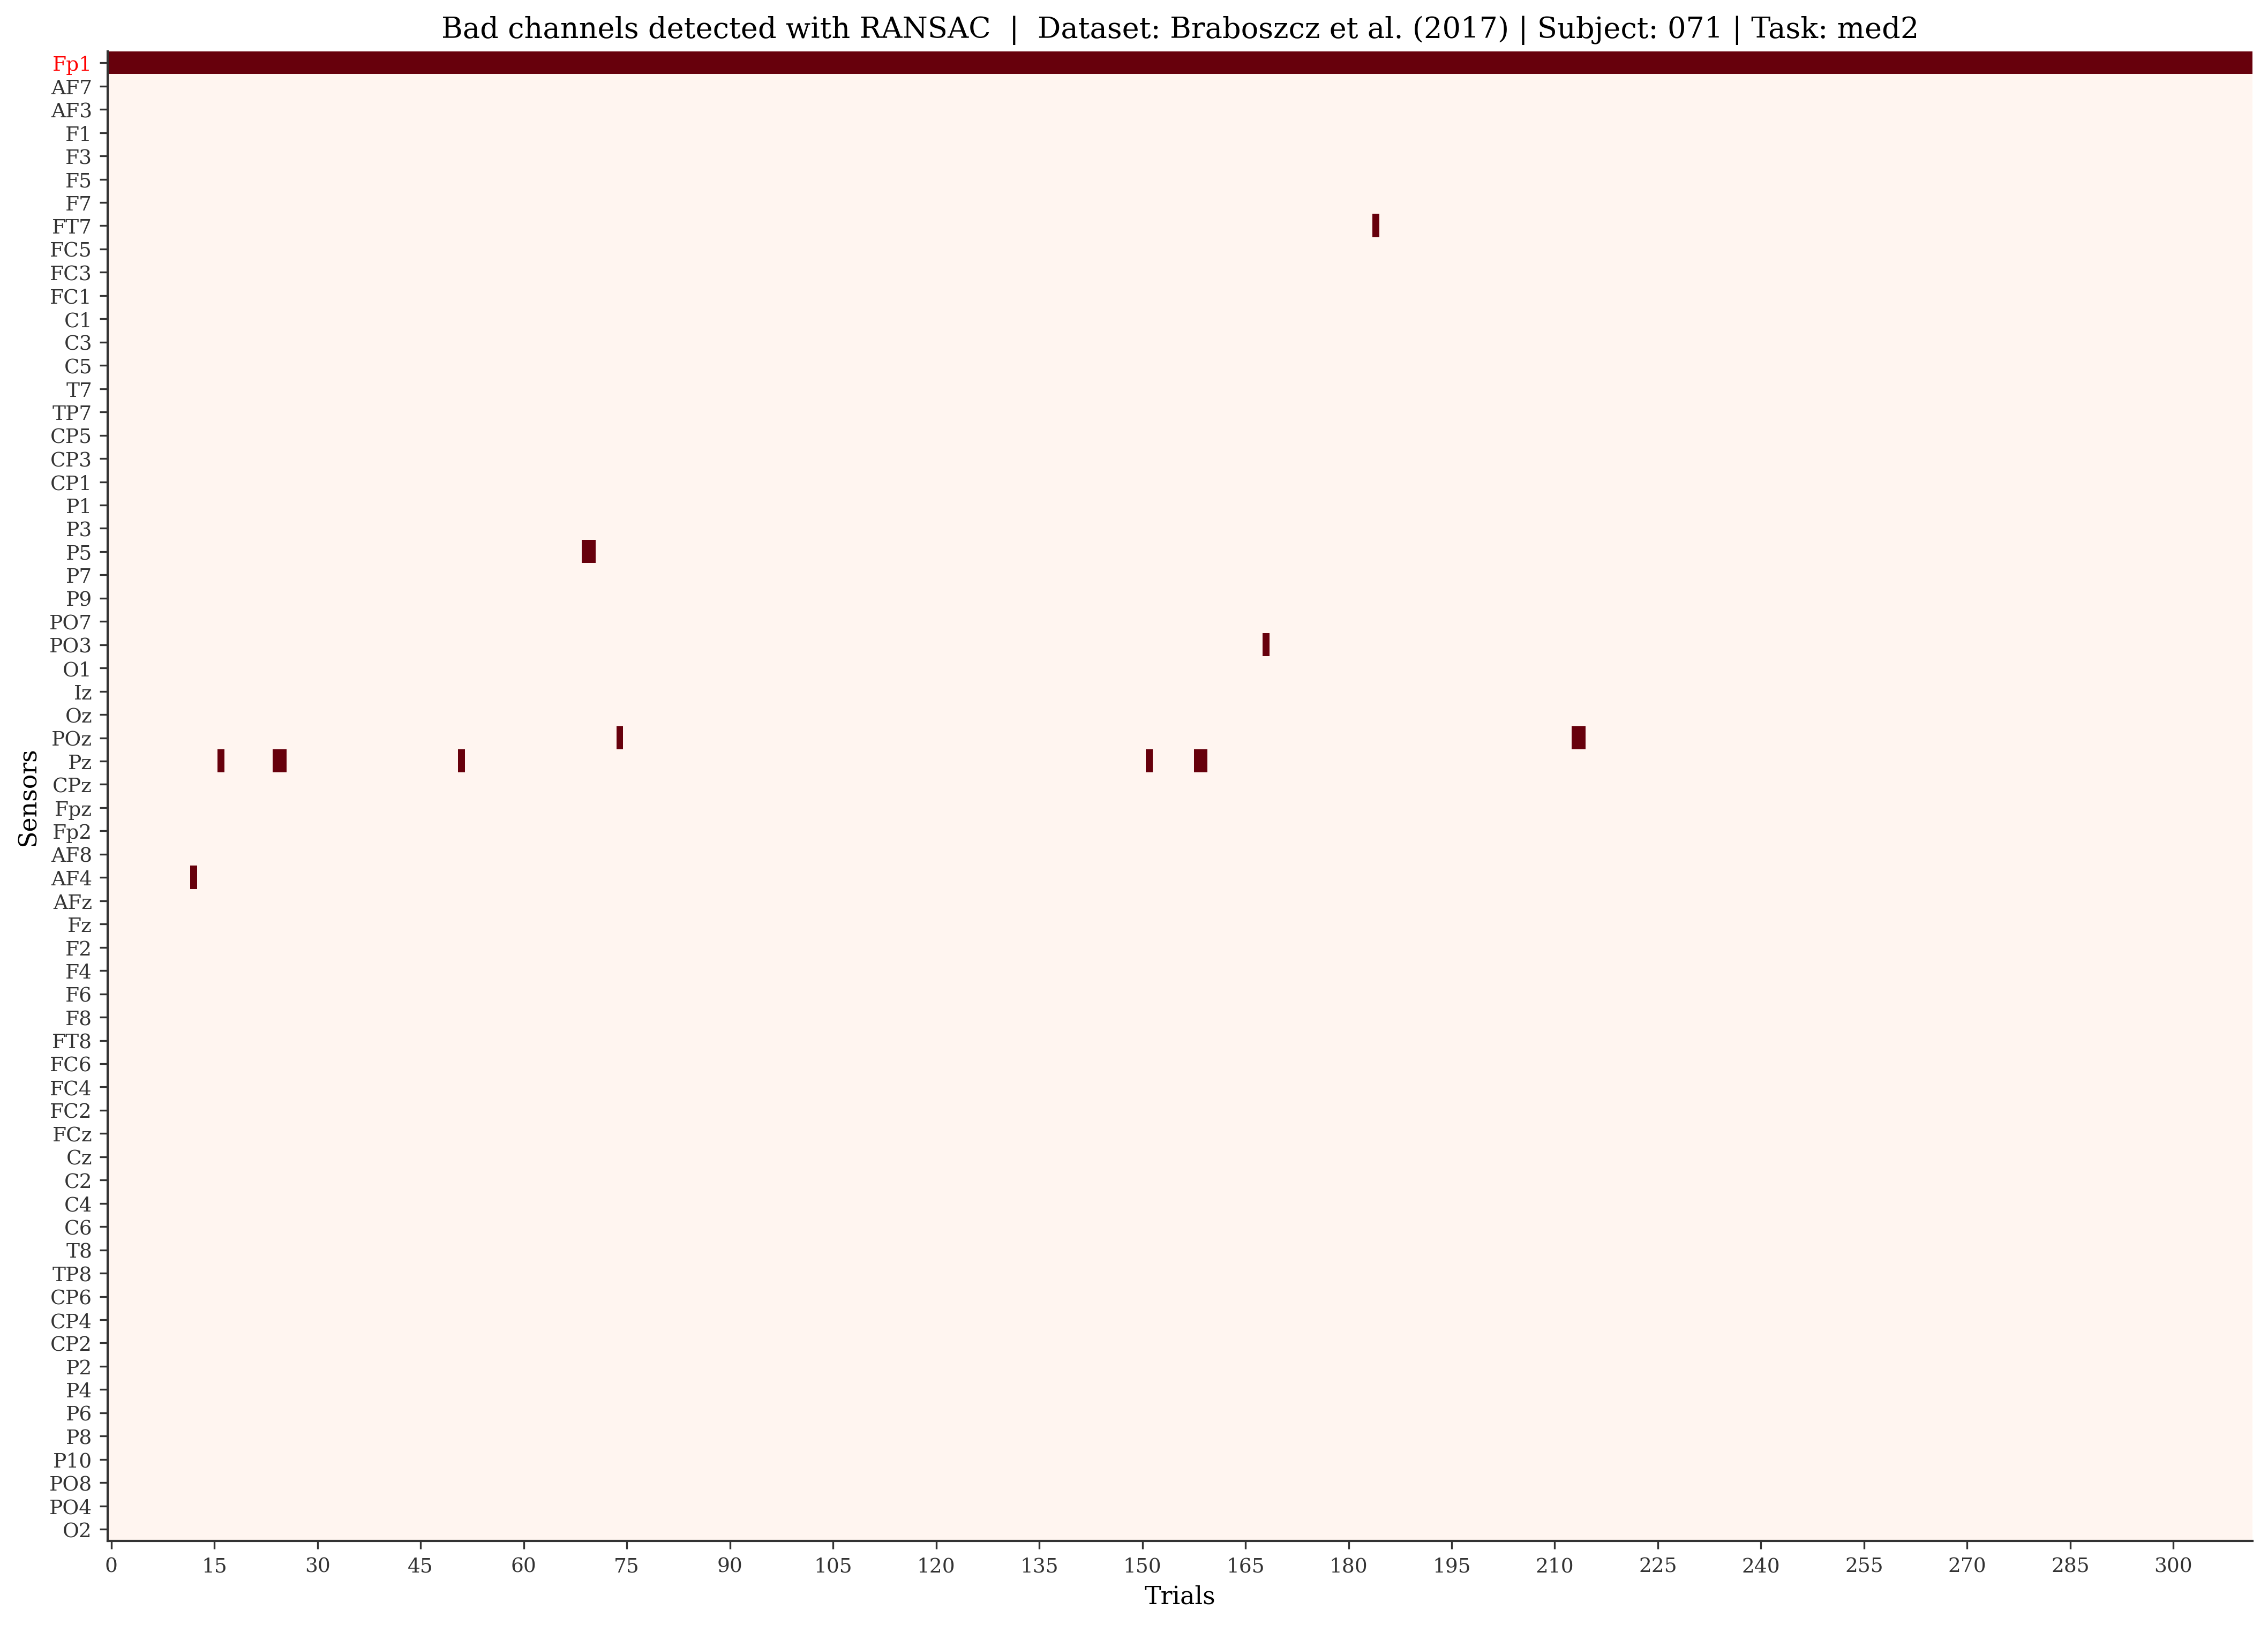 Bad channels detected with RANSAC | Dataset: Braboszcz et al. (2017) | Subject: 071 | Task: med2
Fp1
AF7
AF3
F1
F3
F5
F7
FT7
FC5
FC3
FC1
C1
C3
C5
T7
TP7
CP5
CP3
CP1
P1
P3
P5
P7
P9
PO7
PO3
O1
Iz
Oz
POz
Pz
CPz
Fpz
Fp2
AF8
AF4
AFz
Fz
F2
F4
F6
F8
FT8
FC6
FC4
FC2
FCz
Cz
C2
C4
C6
T8
TP8
CP6
CP4
CP2
P2
P4
P6
P8
P10
PO8
PO4
O2
Sensors
0 15 30 45 60 75 90 105 120 135 150 165 180 195 210 225 240 255 270 285 300
Trials